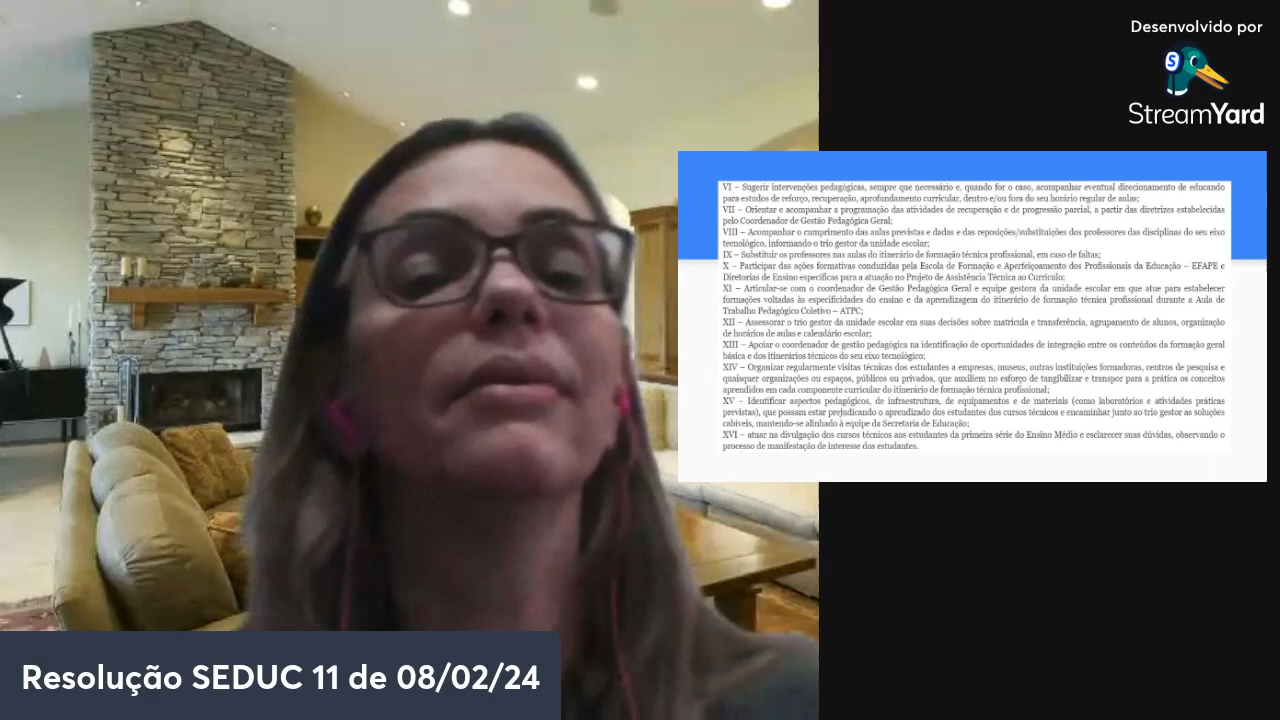 Desenvolvido por
S
StreamYard
VI – Sugerir intervenções pedagógicas, sempre que necessário e, quando for o caso, acompanhar eventual direcionamento de educando
para estudos de reforço, recuperação, aprofundamento curricular, dentro e/ou fora do seu horário regular de aulas;
VII – Orientar e acompanhar a programação das atividades de recuperação e de progressão parcial, a partir das diretrizes estabelecidas
pelo Coordenador de Gestão Pedagógica Geral;
VIII – Acompanhar o cumprimento das aulas previstas e dadas e das reposições/substituições dos professores das disciplinas do seu eixo
tecnológico, informando o trio gestor da unidade escolar;
IX – Substituir os professores nas aulas do itinerário de formação técnica profissional, em caso de faltas;
X – Participar das ações formativas conduzidas pela Escola de Formação e Aperfeiçoamento dos Profissionais da Educação – EFAPE e
Diretorias de Ensino específicas para a atuação no Projeto de Assistência Técnica ao Currículo;
XI – Articular-se com o coordenador de Gestão Pedagógica Geral e equipe gestora da unidade escolar em que atue para estabelecer
formações voltadas às especificidades do ensino e da aprendizagem do itinerário de formação técnica profissional durante a Aula de
Trabalho Pedagógico Coletivo – ATPC;
XII – Assessorar o trio gestor da unidade escolar em suas decisões sobre matrícula e transferência, agrupamento de alunos, organização
de horários de aulas e calendário escolar;
XIII – Apoiar o coordenador de gestão pedagógica na identificação de oportunidades de integração entre os conteúdos da formação geral
básica e dos itinerários técnicos do seu eixo tecnológico;
XIV – Organizar regularmente visitas técnicas dos estudantes a empresas, museus, outras instituições formadoras, centros de pesquisa e
quaisquer organizações ou espaços, públicos ou privados, que auxiliem no esforço de tangibilizar e transpor para a prática os conceitos
aprendidos em cada componente curricular do itinerário de formação técnica profissional;
XV – Identificar aspectos pedagógicos, de infraestrutura, de equipamentos e de materiais (como laboratórios e atividades práticas
previstas), que possam estar prejudicando o aprendizado dos estudantes dos cursos técnicos e encaminhar junto ao trio gestor as soluções
cabíveis, mantendo-se alinhado à equipe da Secretaria de Educação;
XVI – atuar na divulgação dos cursos técnicos aos estudantes da primeira série do Ensino Médio e esclarecer suas dúvidas, observando o
processo de manifestação de interesse dos estudantes.
Resolução SEDUC 11 de 08/02/24